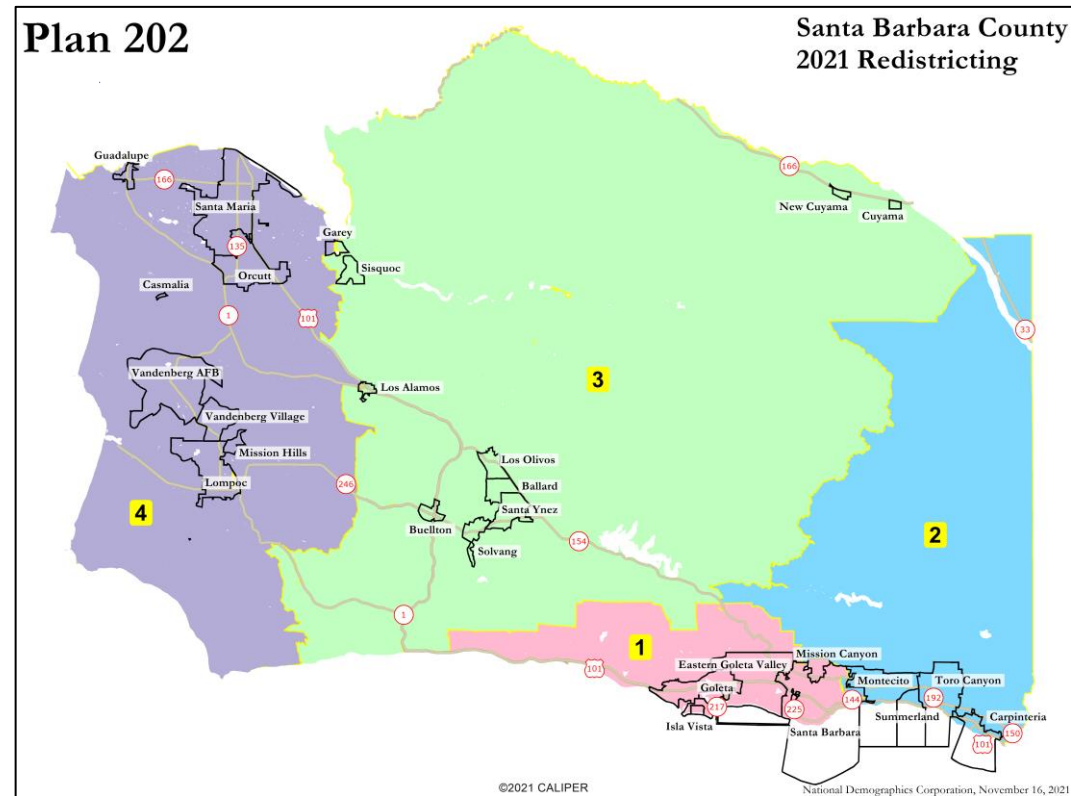 Plan 202
Santa Barbara County
2021 Redistricting
Guadalupe
166
166
Santa Maria
New Cuyama
Cuyama
Garey
135
Sisquoc
Orcutt
Casmalia
1
101
33
Vandenberg AFB
3
Los Alamos
Vandenberg Village
Mission Hills
Los Olivos
Lompoc
246
Ballard
4
Santa Ynez
Buellton
2
154
Solvang
1
1
Mission Canyon
101
Eastern Goleta Valley
Montecito
Toro Canyon
Goleta
144
192
217
225
Isla Vista
Summerland
Carpinteria
Santa Barbara
150
101
©2021 CALIPER
National Demographics Corporation, November 16, 2021